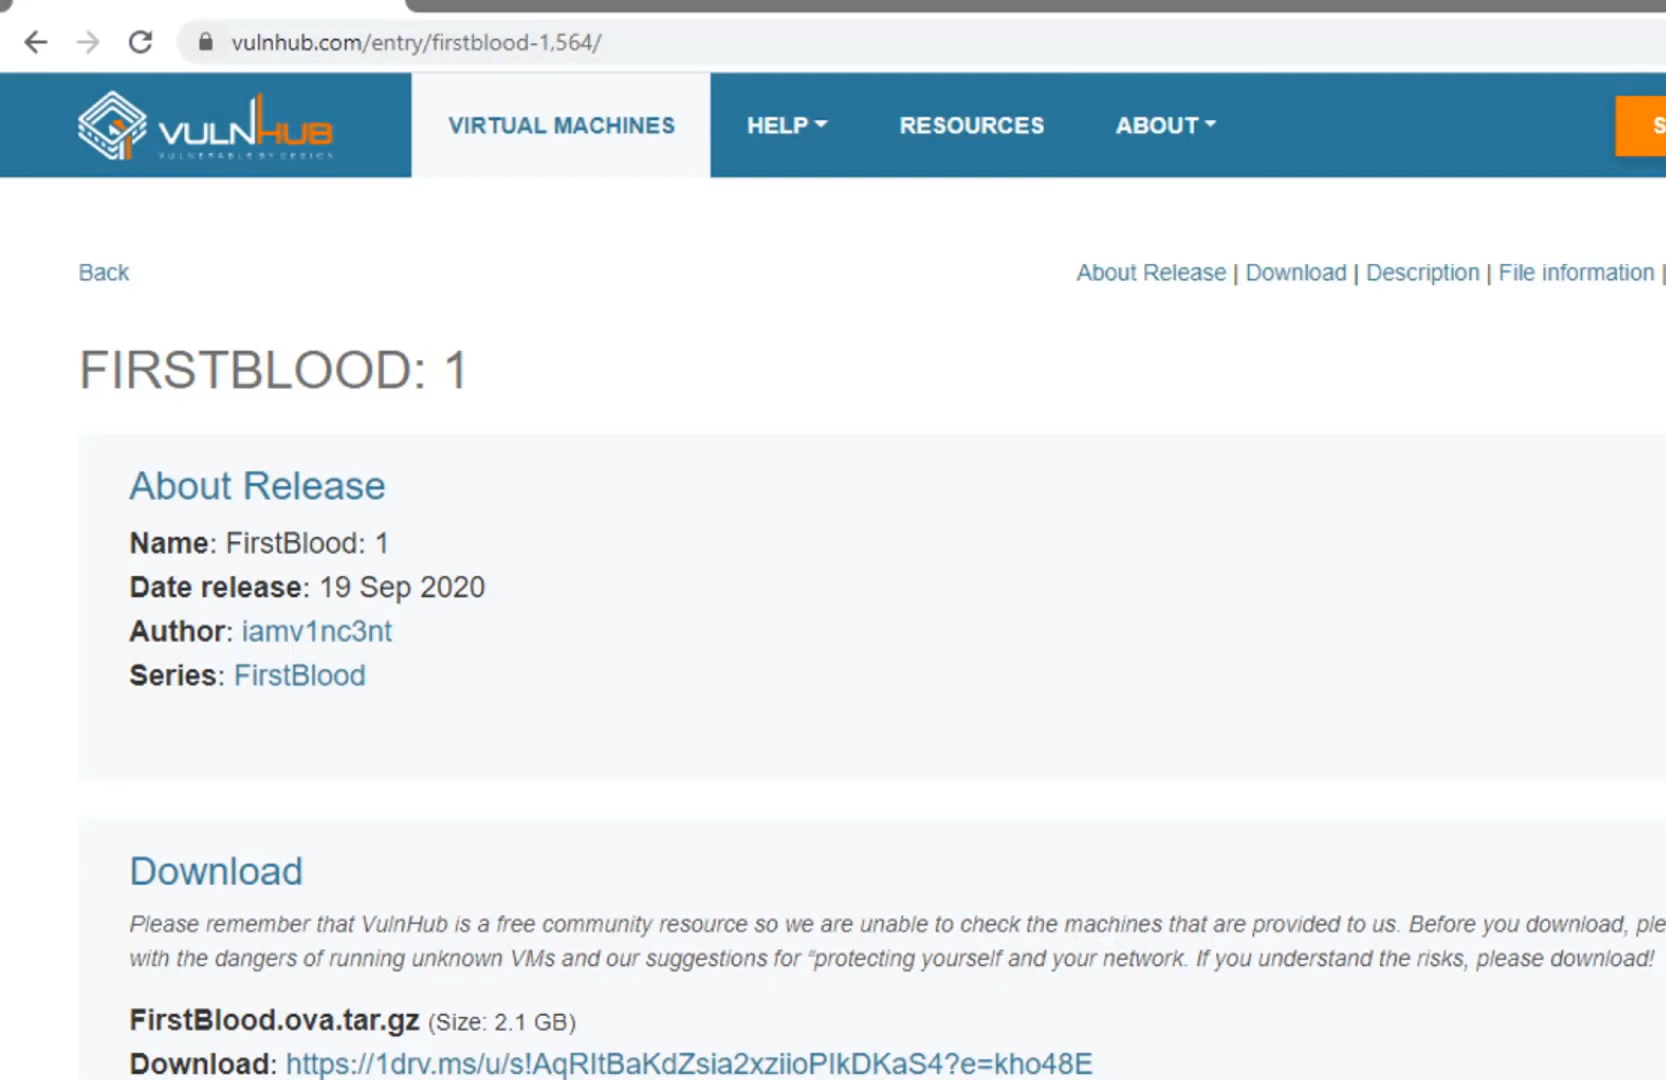 vulnhub.com/entry/firstblood-1,564/
VULNHUB
VULNERABLE BY DESIGN
VIRTUAL MACHINES
HELP
RESOURCES
ABOUT
S
Back
About Release | Download | Description | File information |
FIRSTBLOOD: 1
About Release
Name: FirstBlood: 1
Date release: 19 Sep 2020
Author: iamv1nc3nt
Series: FirstBlood
Download
Please remember that VulnHub is a free community resource so we are unable to check the machines that are provided to us. Before you download, ple
with the dangers of running unknown VMs and our suggestions for “protecting yourself and your network. If you understand the risks, please download!
FirstBlood.ova.tar.gz (Size: 2.1 GB)
Download: https://1drv.ms/u/s!AqRItBaKdZsia2xziioPIkDKaS4?e=kho48E